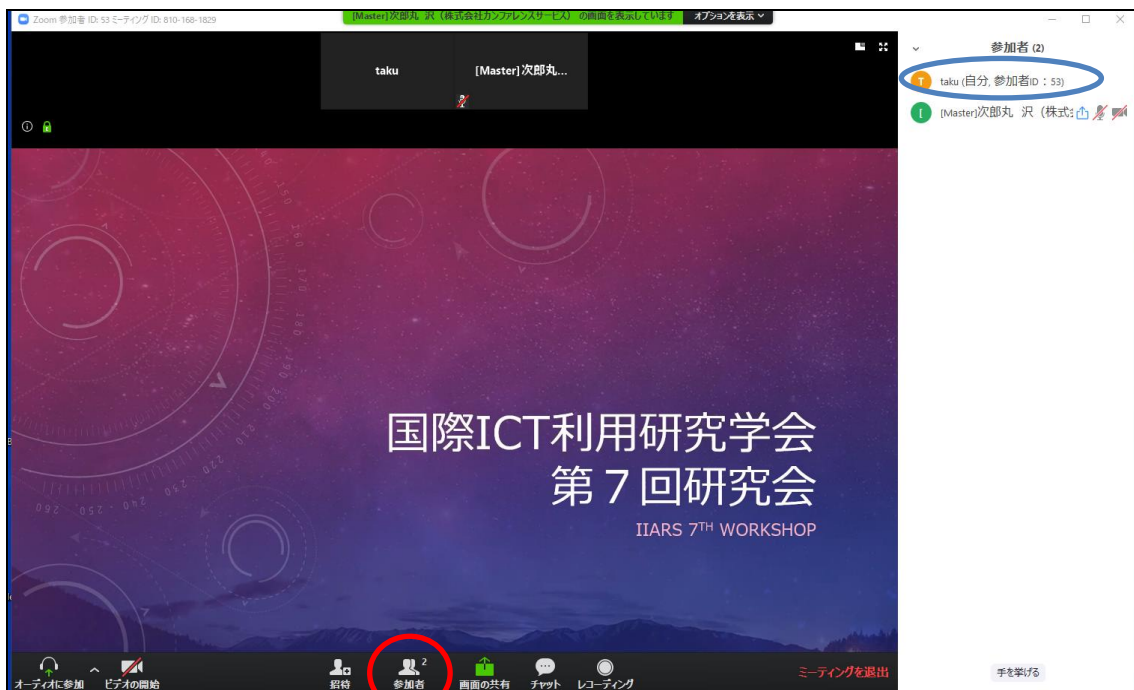 Zoom 参加者 ID: 53 ミーティング ID: 810-168-1829
[Master]次郎丸 沢（株式会社カンファレンスサービス） の画面を表示しています
オプションを表示
taku
[Master]次郎丸...
参加者 (2)
T
taku (自分, 参加者ID：53)
[Master]次郎丸 沢（株式
国際ICT利用研究学会
第７回研究会
IIARS 7TH WORKSHOP
オーディオに参加
ビデオの開始
招待
参加者
2
画面の共有
チャット
レコーディング
ミーティングを退出
手を挙げる